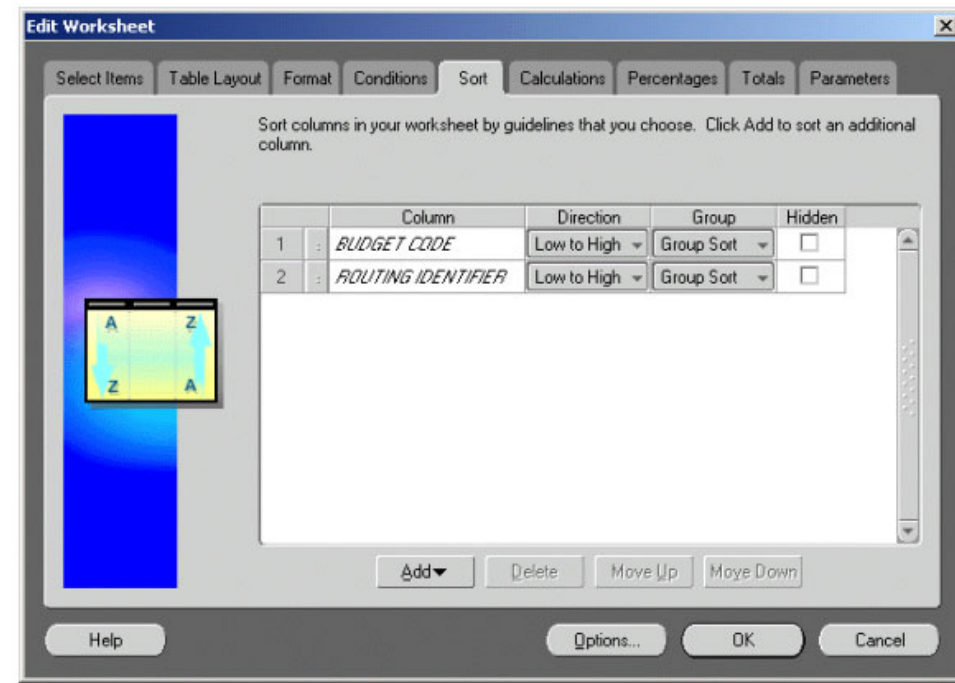 Edit Worksheet
Select Items Table Layout Format Conditions Sort Calculations Percentages Totals Parameters
Sort columns in your worksheet by guidelines that you choose. Click Add to sort an additional
column.
Column Direction Group Hidden
1 BUDGET CODE Low to High Group Sort
2 ROUTING IDENTIFIER Low to High Group Sort
A Z
Z A
Add Delete Move Up Move Down
Help Options... OK Cancel